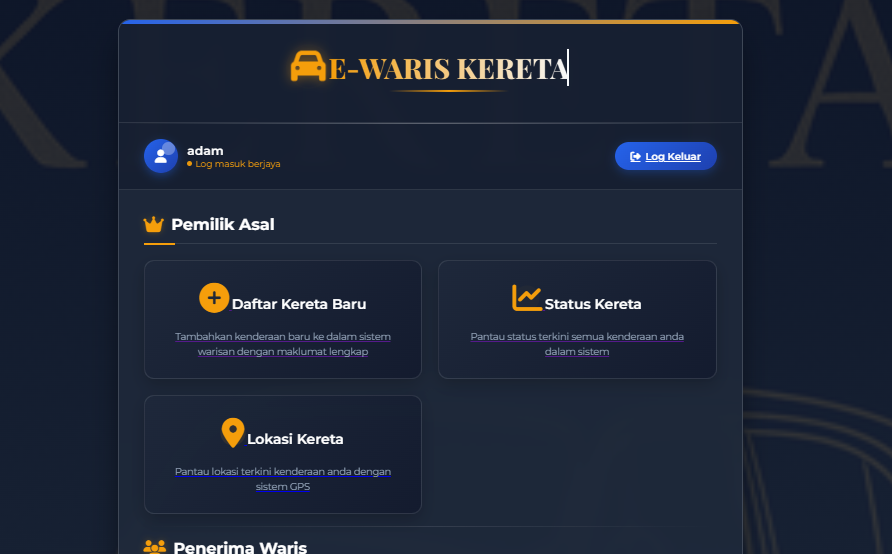 E-WARIS KERETA
adam
Log masuk berjaya
Log Keluar
Pemilik Asal
Daftar Kereta Baru
Tambahkan kenderaan baru ke dalam sistem
warisan dengan maklumat lengkap
Status Kereta
Pantau status terkini semua kenderaan anda
dalam sistem
Lokasi Kereta
Pantau lokasi terkini kenderaan anda dengan
sistem GPS
Penerima Waris